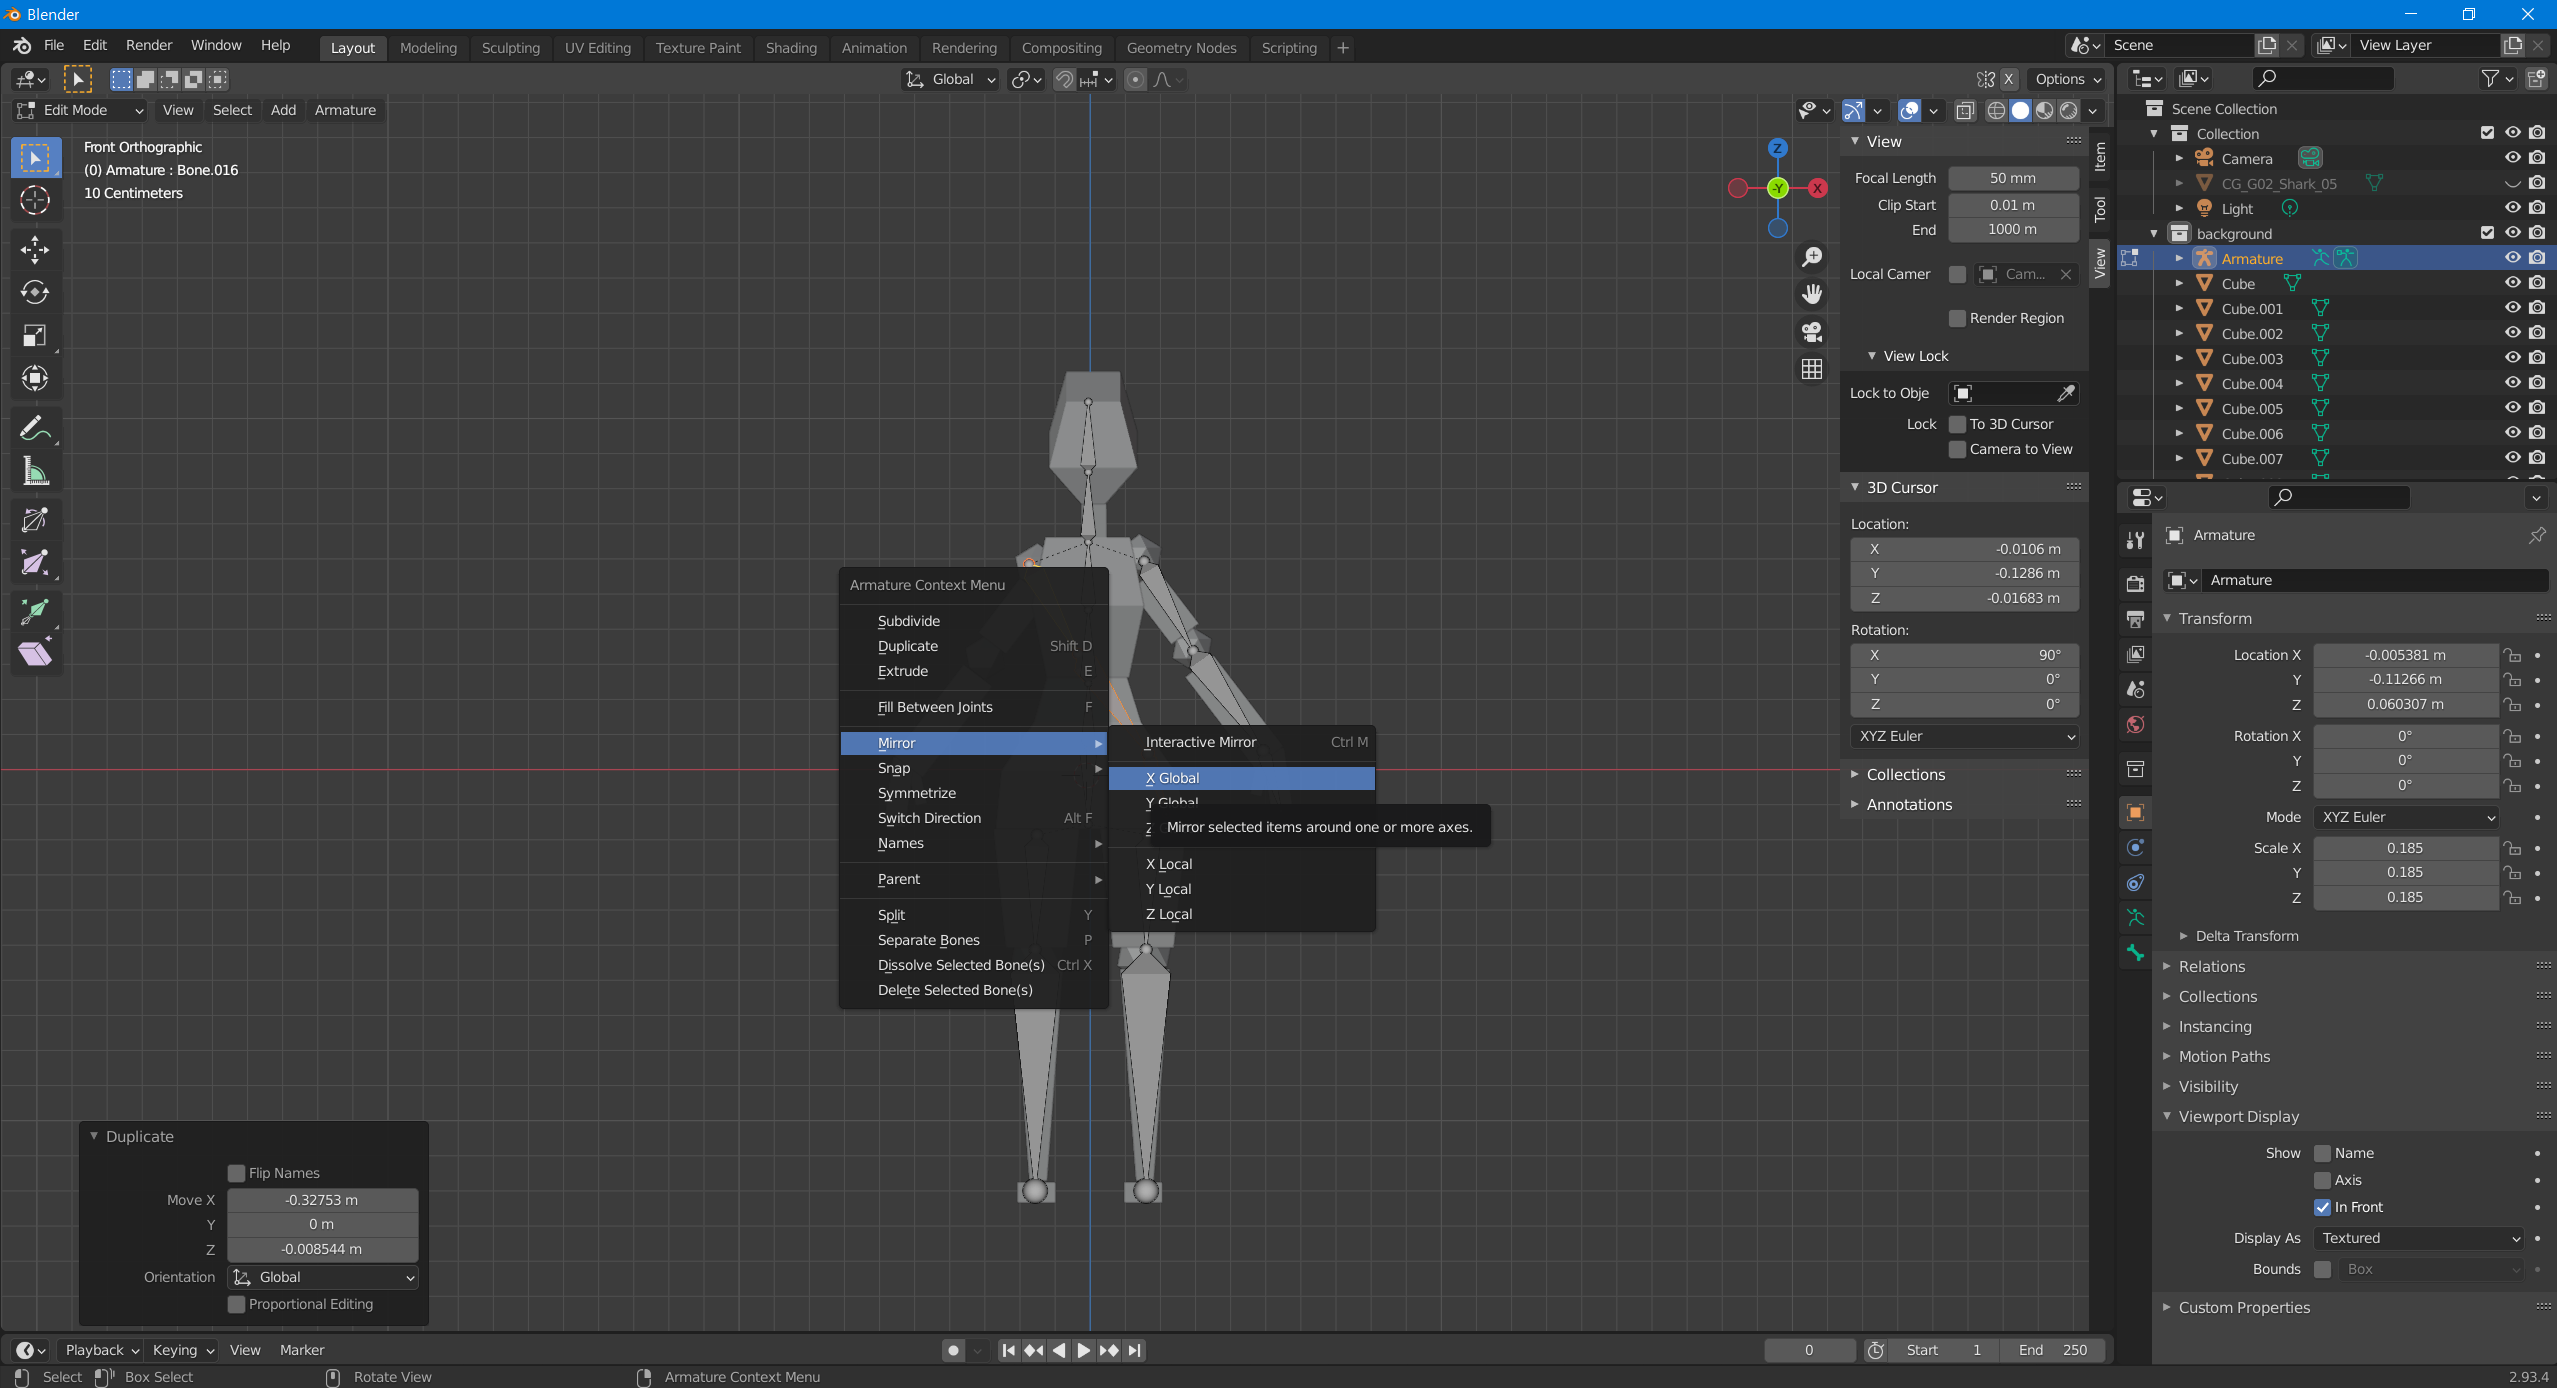 Blender
File Edit Render Window Help Layout Modeling Sculpting UV Editing Texture Paint Shading Animation Rendering Compositing Geometry Nodes Scripting + Scene View Layer
Global X Options
Edit Mode View Select Add Armature
Front Orthographic
(0) Armature : Bone.016
10 Centimeters
Z
-Y
X
Armature Context Menu
Subdivide
Duplicate Shift D
Extrude E
Fill Between Joints F
Mirror
Snap
Symmetrize
Switch Direction Alt F
Names
Parent
Split Y
Separate Bones P
Dissolve Selected Bone(s) Ctrl X
Delete Selected Bone(s)
Interactive Mirror Ctrl M
X Global
Y Global
Z
Mirror selected items around one or more axes.
X Local
Y Local
Z Local
View
Focal Length 50 mm
Clip Start 0.01 m
End 1000 m
Local Camer Cam...
Render Region
View Lock
Lock to Obje
Lock To 3D Cursor
Camera to View
3D Cursor
Location:
X -0.0106 m
Y -0.1286 m
Z -0.01683 m
Rotation:
X 90°
Y 0°
Z 0°
XYZ Euler
Collections
Annotations
Item
Tool
View
Scene Collection
Collection
Camera
CG_G02_Shark_05
Light
background
Armature
Cube
Cube.001
Cube.002
Cube.003
Cube.004
Cube.005
Cube.006
Cube.007
Armature
Armature
Transform
Location X -0.005381 m
Y -0.11266 m
Z 0.060307 m
Rotation X 0°
Y 0°
Z 0°
Mode XYZ Euler
Scale X 0.185
Y 0.185
Z 0.185
Delta Transform
Relations
Collections
Instancing
Motion Paths
Visibility
Viewport Display
Show Name
Axis
In Front
Display As Textured
Bounds Box
Custom Properties
Duplicate
Flip Names
Move X -0.32753 m
Y 0 m
Z -0.008544 m
Orientation Global
Proportional Editing
Playback Keying View Marker 0 Start 1 End 250
Select Box Select Rotate View Armature Context Menu 2.93.4